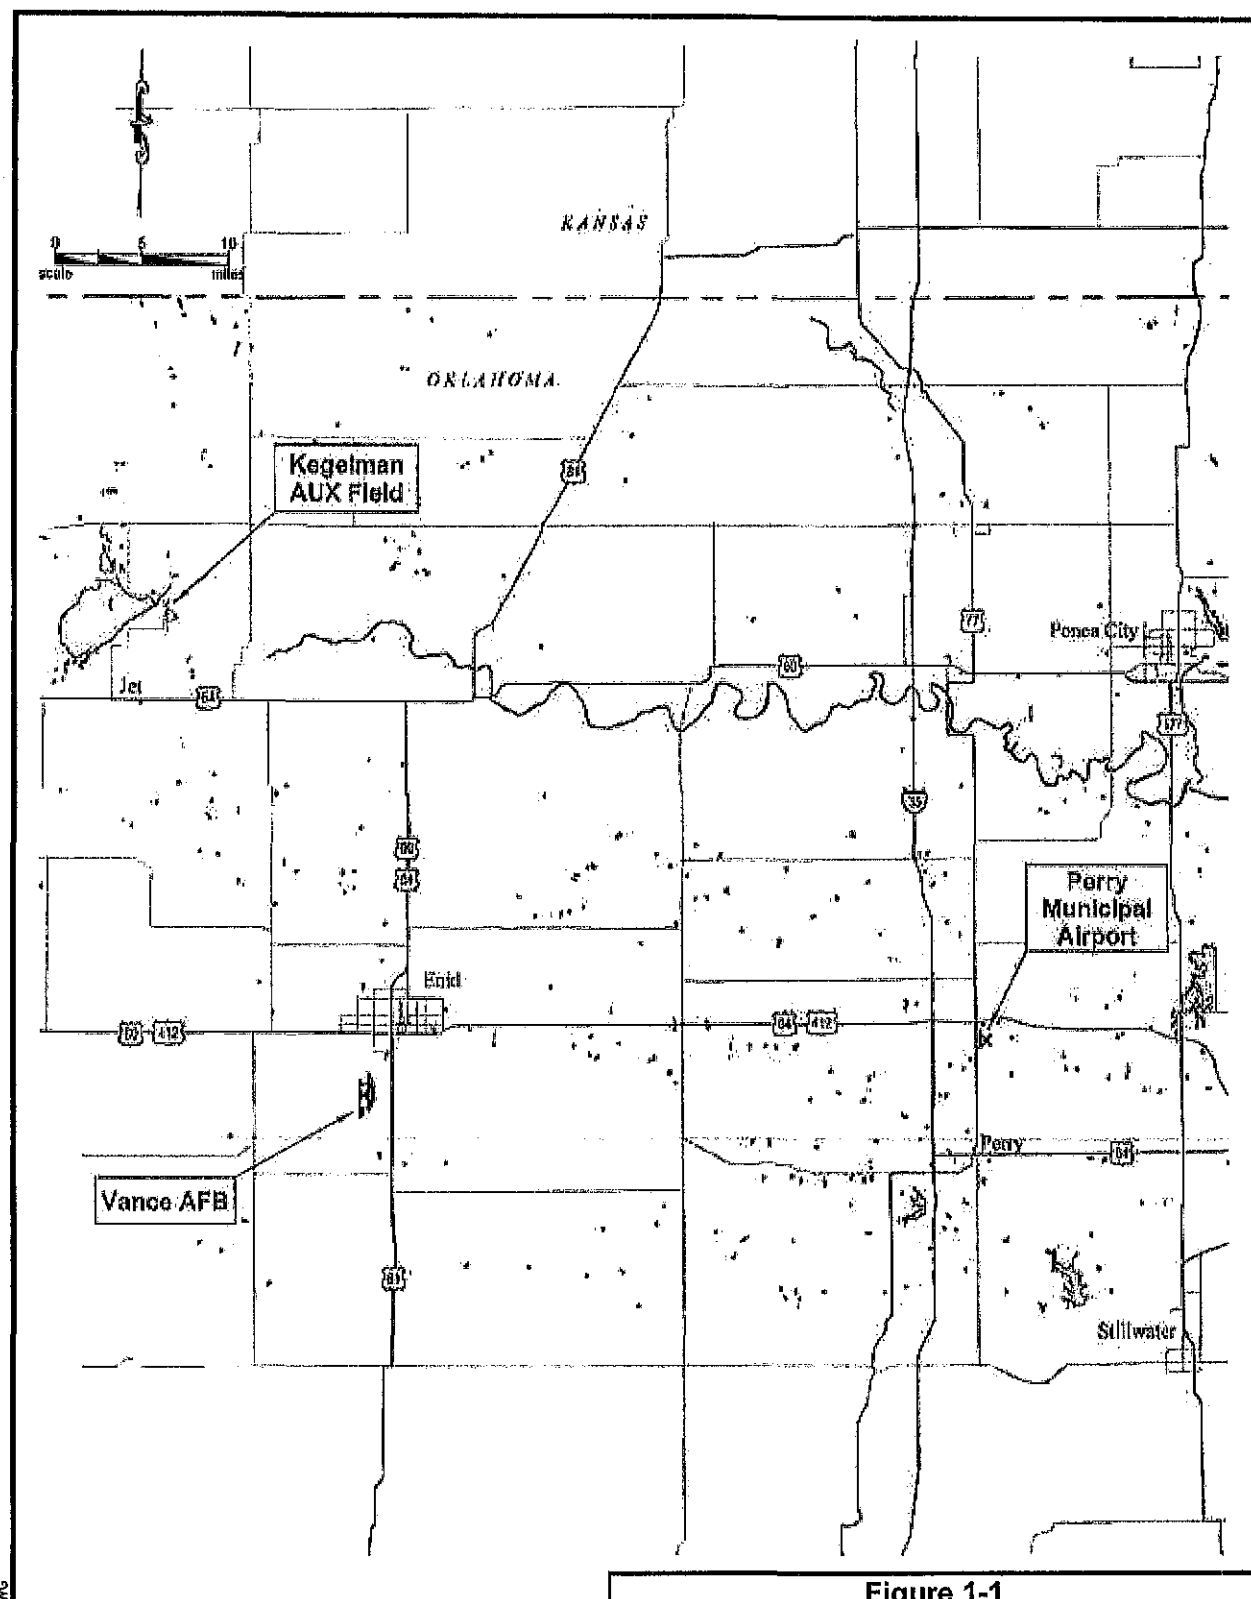 KANSAS
0 5 10
scale miles
OKLAHOMA
Kegelman
AUX Field
81
77
Ponca City
60
Jet
64
177
35
60
64
Perry
Municipal
Airport
Enid
60 412
64 412
Perry
64
Vance AFB
81
Stillwater
Figure 1-1